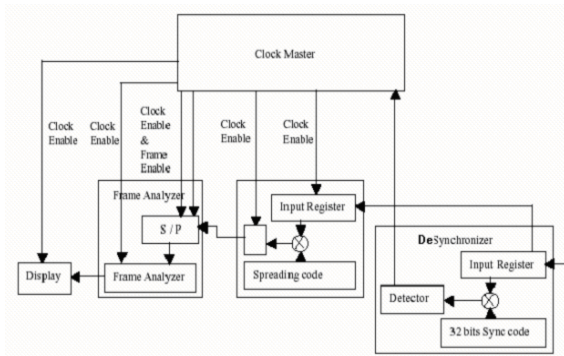 Clock Master
Clock
Enable
Clock
Enable
Clock
Enable
&
Frame
Enable
Clock
Enable
Clock
Enable
Frame Analyzer
S / P
Frame Analyzer
Display
Input Register
Spreading code
DeSynchronizer
Input Register
Detector
32 bits Sync code